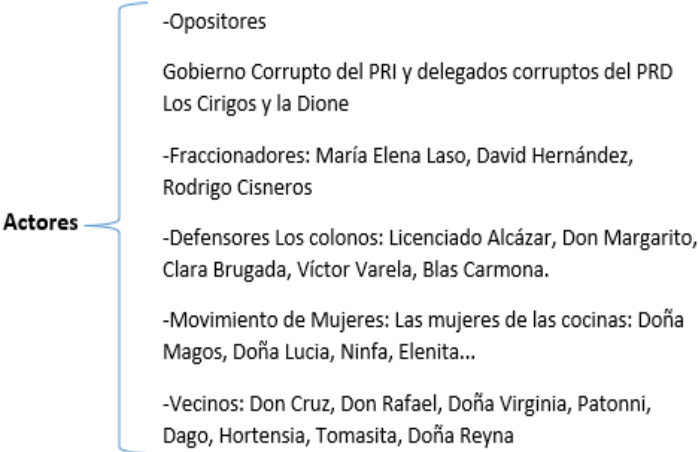 Actores
-Opositores
Gobierno Corrupto del PRI y delegados corruptos del PRD
Los Cirigos y la Dione
-Fraccionadores: María Elena Laso, David Hernández,
Rodrigo Cisneros
-Defensores Los colonos: Licenciado Alcázar, Don Margarito,
Clara Brugada, Víctor Varela, Blas Carmona.
-Movimiento de Mujeres: Las mujeres de las cocinas: Doña
Magos, Doña Lucia, Ninfa, Elenita...
-Vecinos: Don Cruz, Don Rafael, Doña Virginia, Patonni,
Dago, Hortensia, Tomasita, Doña Reyna